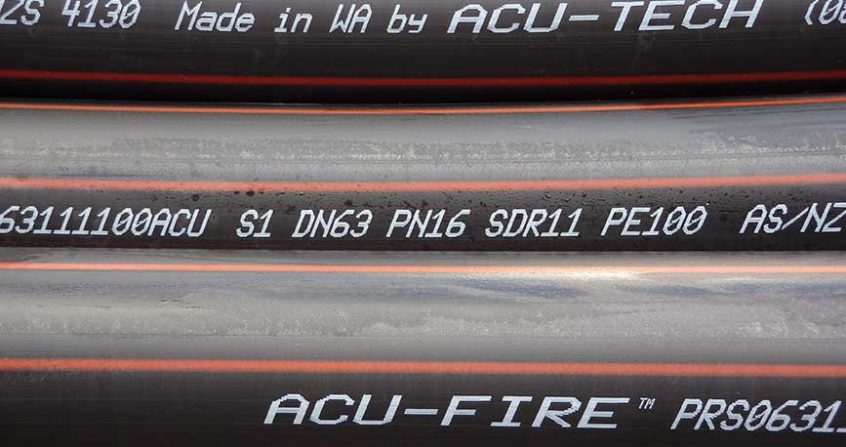 ZS 4130 Made in WA by ACU-TECH (0
63111100ACU S1 DN63 PN16 SDR11 PE100 AS/NZ
ACU-FIRE™ PRS0631